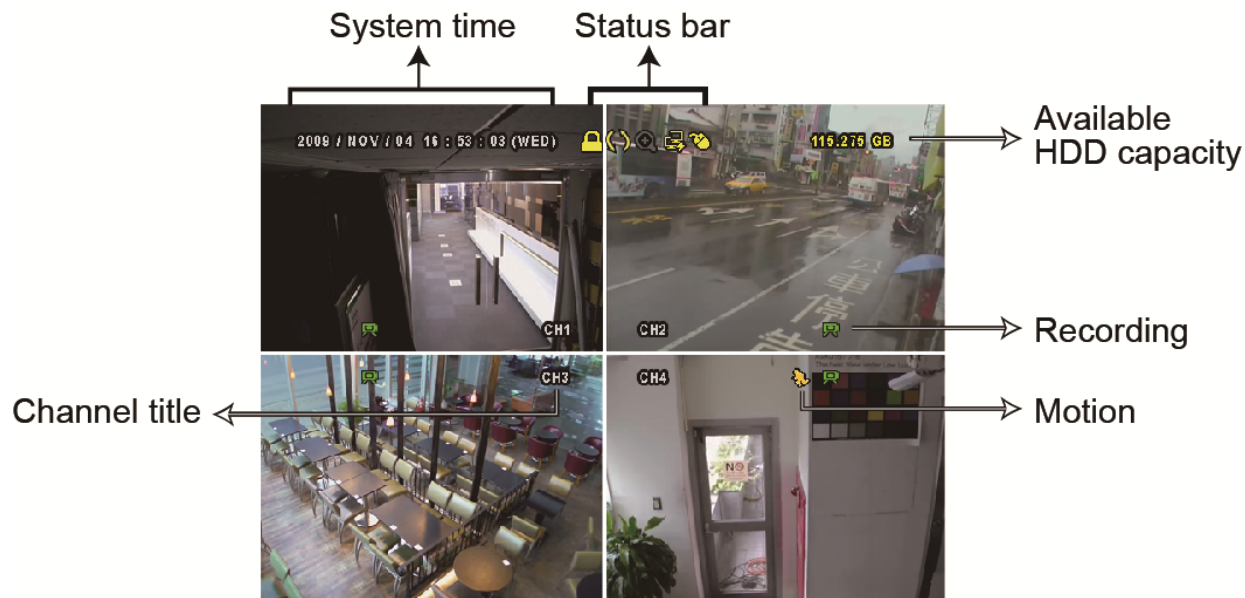 System time
Status bar
2009 / NOV / 04 16 : 53 : 03 (WED)
115.275 GB
Available
HDD capacity
CH1
CH2
Recording
CH3
CH4
Channel title
Motion
NO